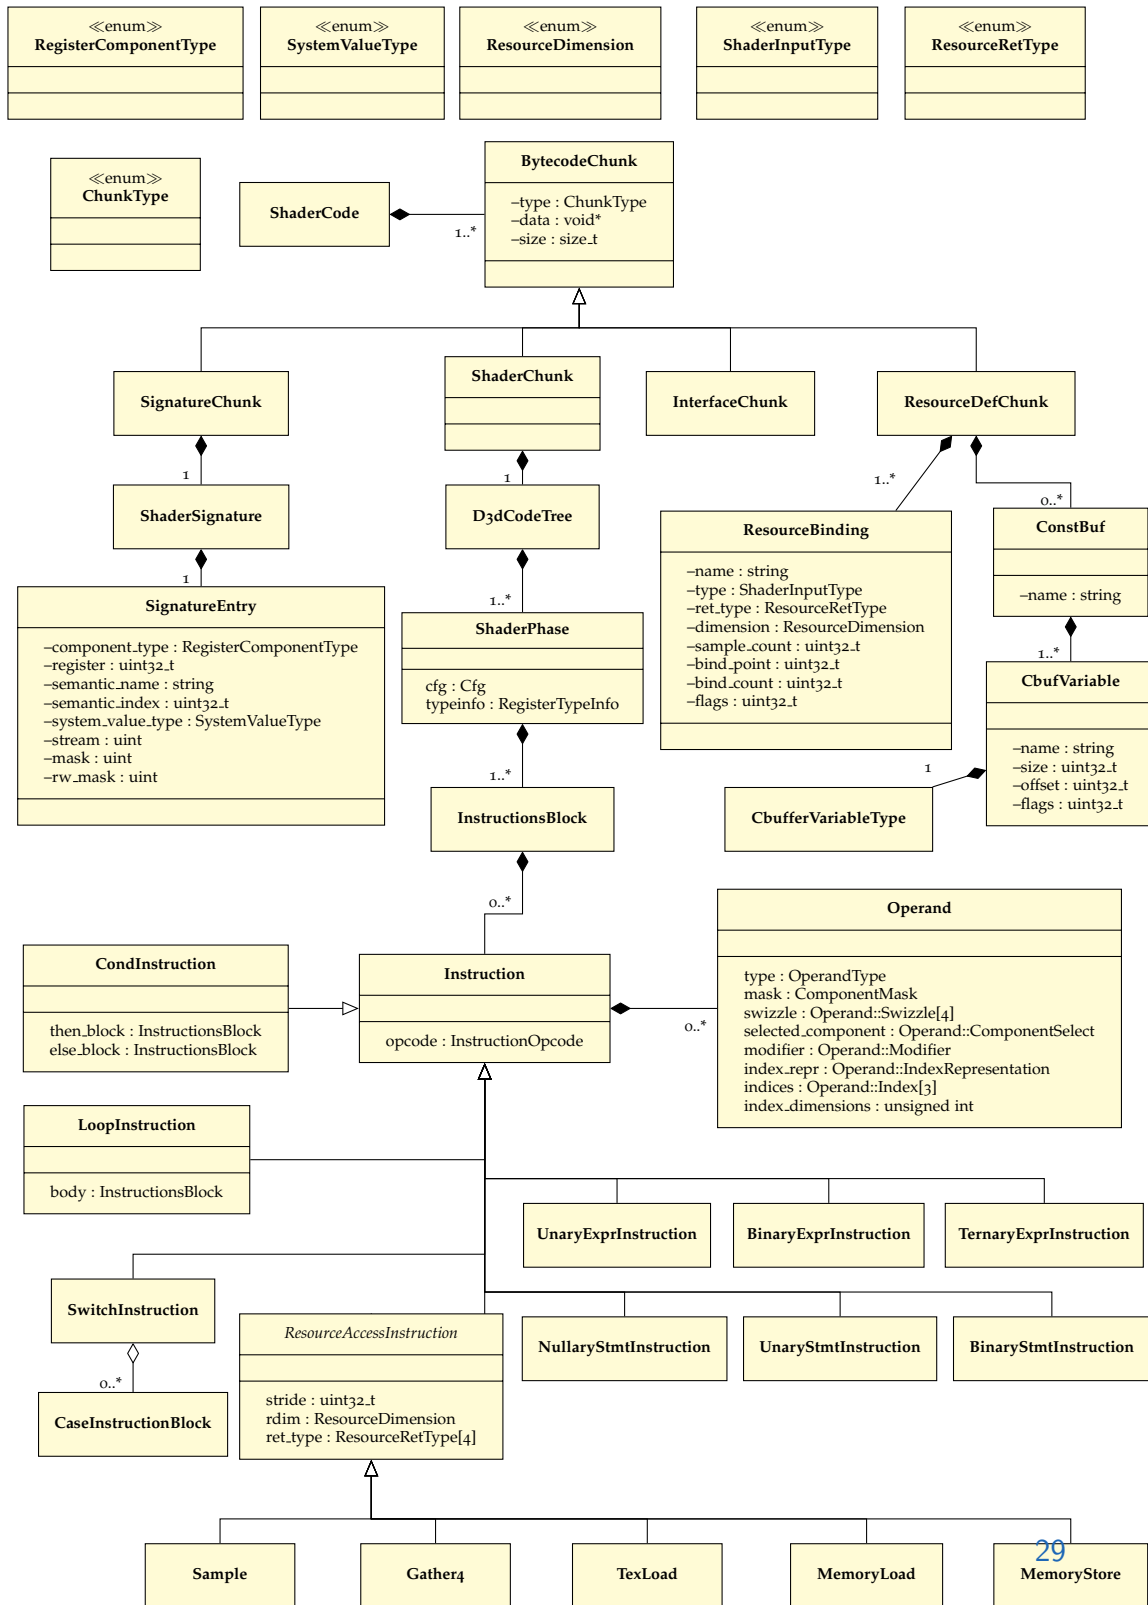 ≪enum≫
RegisterComponentType
≪enum≫
SystemValueType
≪enum≫
ResourceDimension
≪enum≫
ShaderInputType
≪enum≫
ResourceRetType
≪enum≫
ChunkType
ShaderCode
1..*
BytecodeChunk
–type : ChunkType
–data : void*
–size : size_t
SignatureChunk
ShaderChunk
InterfaceChunk
ResourceDefChunk
1
1
1..*
0..*
ShaderSignature
D3dCodeTree
ResourceBinding
–name : string
–type : ShaderInputType
–ret_type : ResourceRetType
–dimension : ResourceDimension
–sample_count : uint32_t
–bind_point : uint32_t
–bind_count : uint32_t
–flags : uint32_t
ConstBuf
–name : string
1
1..*
1..*
SignatureEntry
–component_type : RegisterComponentType
–register : uint32_t
–semantic_name : string
–semantic_index : uint32_t
–system_value_type : SystemValueType
–stream : uint
–mask : uint
–rw_mask : uint
ShaderPhase
cfg : Cfg
typeinfo : RegisterTypeInfo
CbufVariable
–name : string
–size : uint32_t
–offset : uint32_t
–flags : uint32_t
1..*
1
InstructionsBlock
CbufferVariableType
0..*
CondInstruction
then_block : InstructionsBlock
else_block : InstructionsBlock
Instruction
opcode : InstructionOpcode
0..*
Operand
type : OperandType
mask : ComponentMask
swizzle : Operand::Swizzle[4]
selected_component : Operand::ComponentSelect
modifier : Operand::Modifier
index_repr : Operand::IndexRepresentation
indices : Operand::Index[3]
index_dimensions : unsigned int
LoopInstruction
body : InstructionsBlock
UnaryExprInstruction
BinaryExprInstruction
TernaryExprInstruction
SwitchInstruction
0..*
CaseInstructionBlock
ResourceAccessInstruction
stride : uint32_t
rdim : ResourceDimension
ret_type : ResourceRetType[4]
NullaryStmtInstruction
UnaryStmtInstruction
BinaryStmtInstruction
Sample
Gather4
TexLoad
MemoryLoad
MemoryStore
29